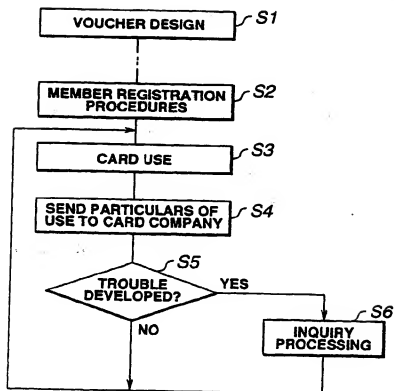 VOUCHER DESIGN
S1
MEMBER REGISTRATION
PROCEDURES
S2
CARD USE
S3
SEND PARTICULARS OF
USE TO CARD COMPANY
S4
S5
TROUBLE
DEVELOPED?
YES
NO
S6
INQUIRY
PROCESSING